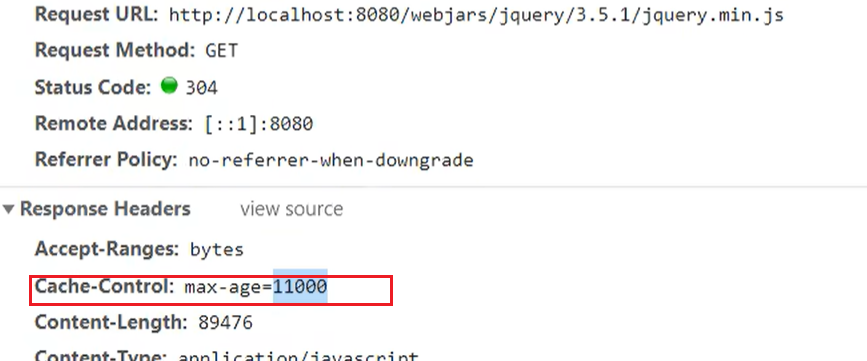 Request URL: http://localhost:8080/webjars/jquery/3.5.1/jquery.min.js
Request Method: GET
Status Code: 304
Remote Address: [::1]:8080
Referrer Policy: no-referrer-when-downgrade
Response Headers view source
Accept-Ranges: bytes
Cache-Control: max-age=11000
Content-Length: 89476
Content-Type: application/javascript